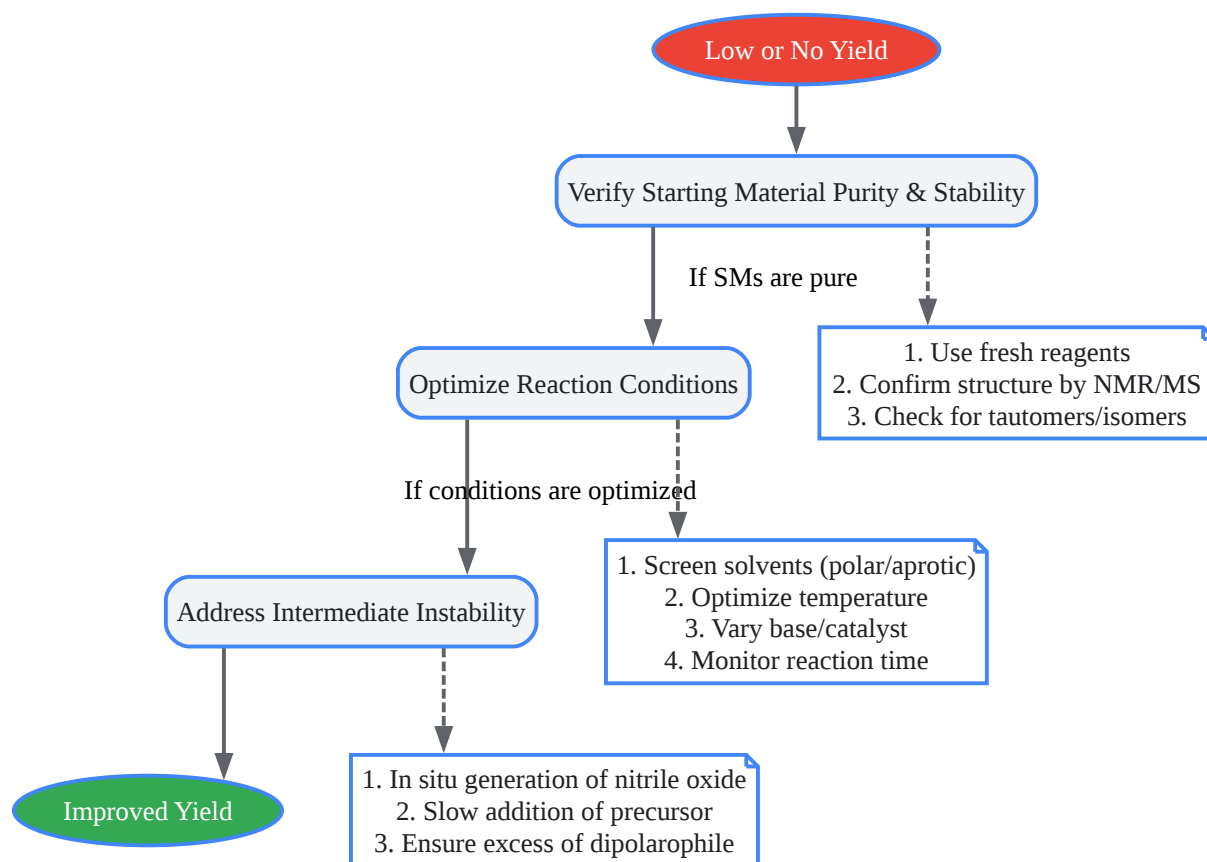 Low or No Yield
Verify Starting Material Purity & Stability
If SMs are pure
1. Use fresh reagents
2. Confirm structure by NMR/MS
3. Check for tautomers/isomers
Optimize Reaction Conditions
If conditions are optimized
1. Screen solvents (polar/aprotic)
2. Optimize temperature
3. Vary base/catalyst
4. Monitor reaction time
Address Intermediate Instability
1. In situ generation of nitrile oxide
2. Slow addition of precursor
3. Ensure excess of dipolarophile
Improved Yield